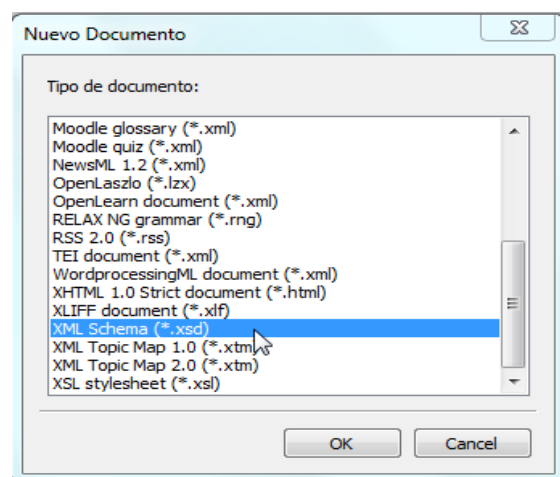 Nuevo Documento
Tipo de documento:
Moodle glossary (*.xml)
Moodle quiz (*.xml)
NewsML 1.2 (*.xml)
OpenLaszlo (*.lzx)
OpenLearn document (*.xml)
RELAX NG grammar (*.rng)
RSS 2.0 (*.rss)
TEI document (*.xml)
WordprocessingML document (*.xml)
XHTML 1.0 Strict document (*.html)
XLIFF document (*.xlf)
XML Schema (*.xsd)
XML Topic Map 1.0 (*.xtm)
XML Topic Map 2.0 (*.xtm)
XSL stylesheet (*.xsl)
OK Cancel